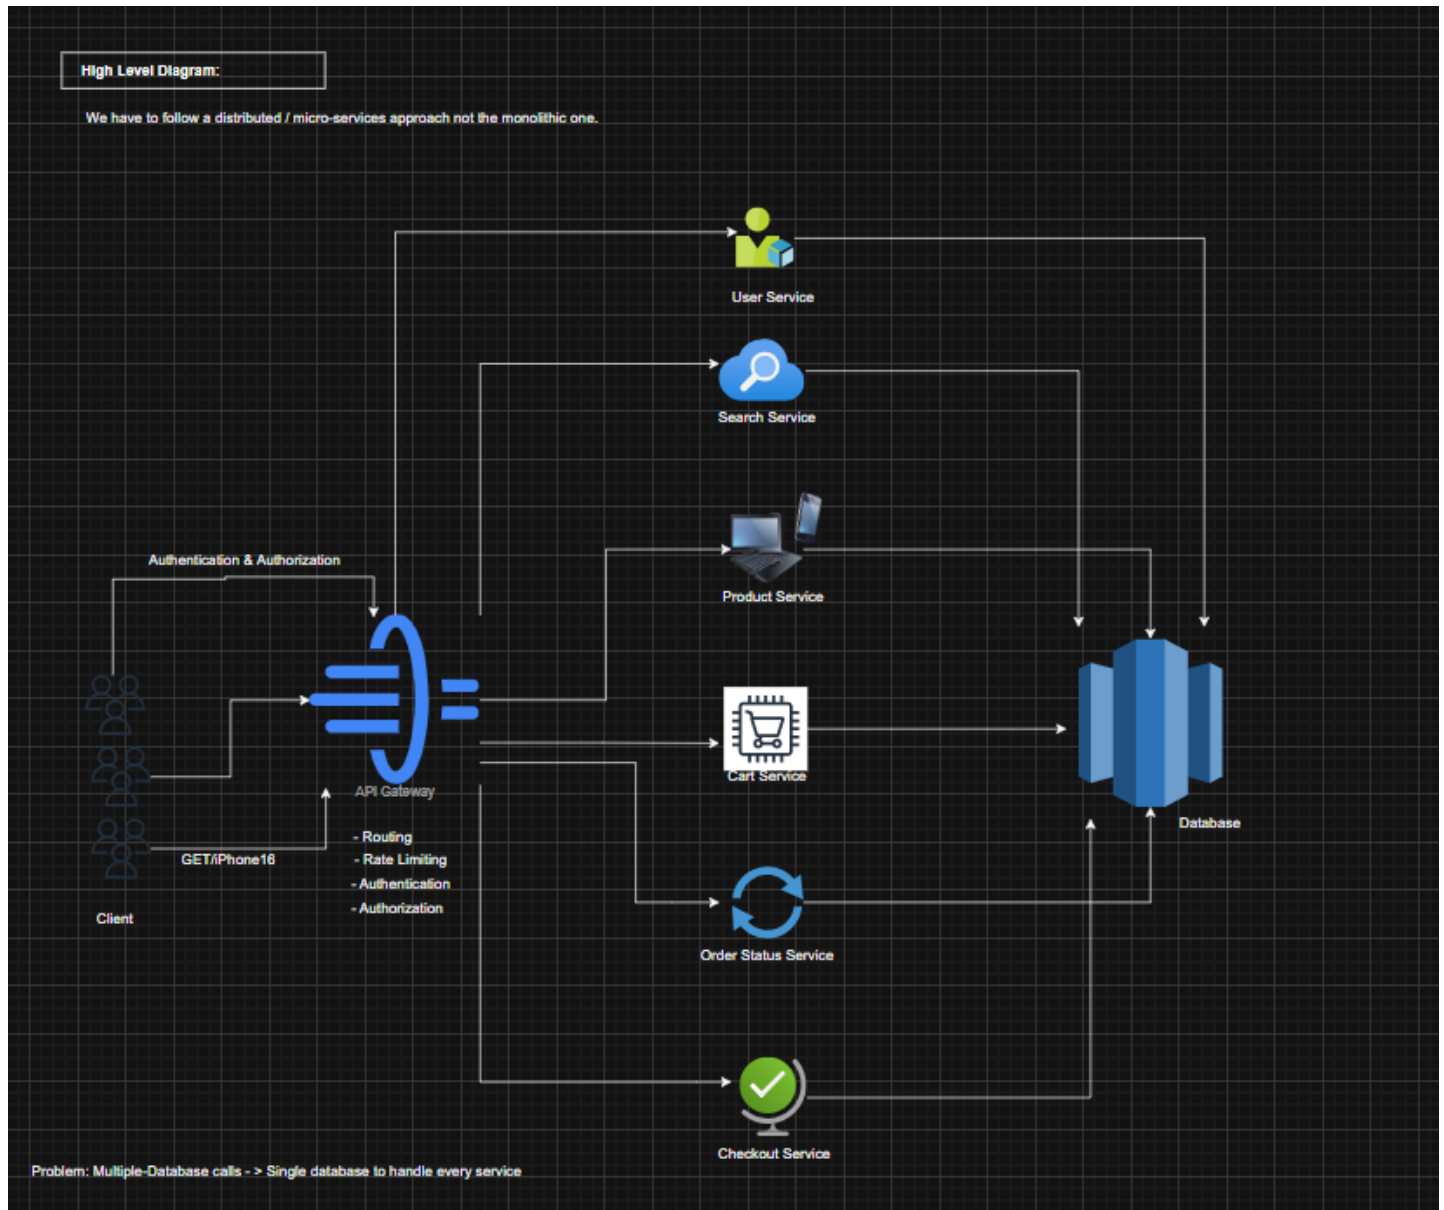 High Level Diagram:
We have to follow a distributed / micro-services approach not the monolithic one.
User Service
Search Service
Authentication & Authorization
Product Service
Cart Service
API Gateway
Database
- Routing
GET/iPhone16
- Rate Limiting
- Authentication
- Authorization
Client
Order Status Service
Checkout Service
Problem: Multiple-Database calls - > Single database to handle every service